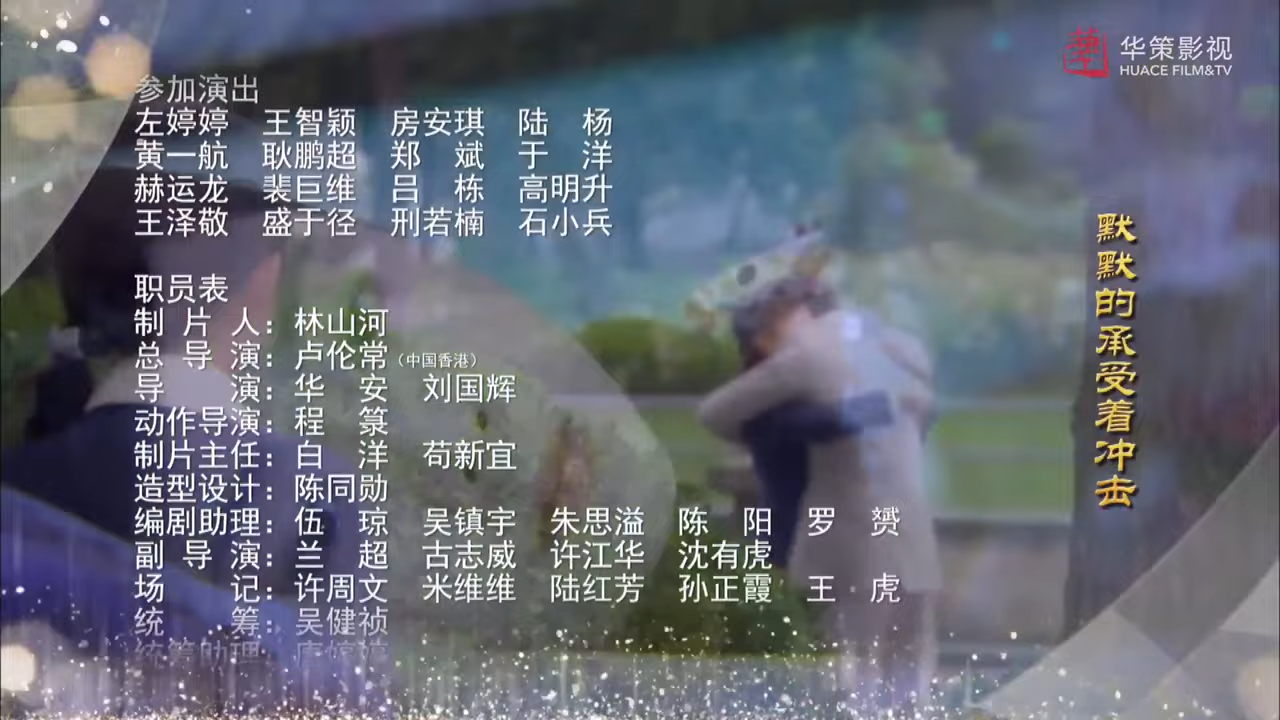 华策影视
HUACE FILM&TV
参加演出
左婷婷 王智颖 房安琪 陆 杨
黄一航 耿鹏超 郑 斌 于 洋
赫运龙 裴巨维 吕 栋 高明升
王泽敬 盛于径 刑若楠 石小兵
职员表
制片人：林山河
总导演：卢伦常（中国香港）
导 演：华 安 刘国辉
动作导演：程 箓
制片主任：白 洋 苟新宜
造型设计：陈同勋
编剧助理：伍 琼 吴镇宇 朱思溢 陈 阳 罗 赟
副导演：兰 超 古志威 许江华 沈有虎
场 记：许周文 米维维 陆红芳 孙正霞 王 虎
统 筹：吴健祯
统筹助理：
默默的承受着冲击